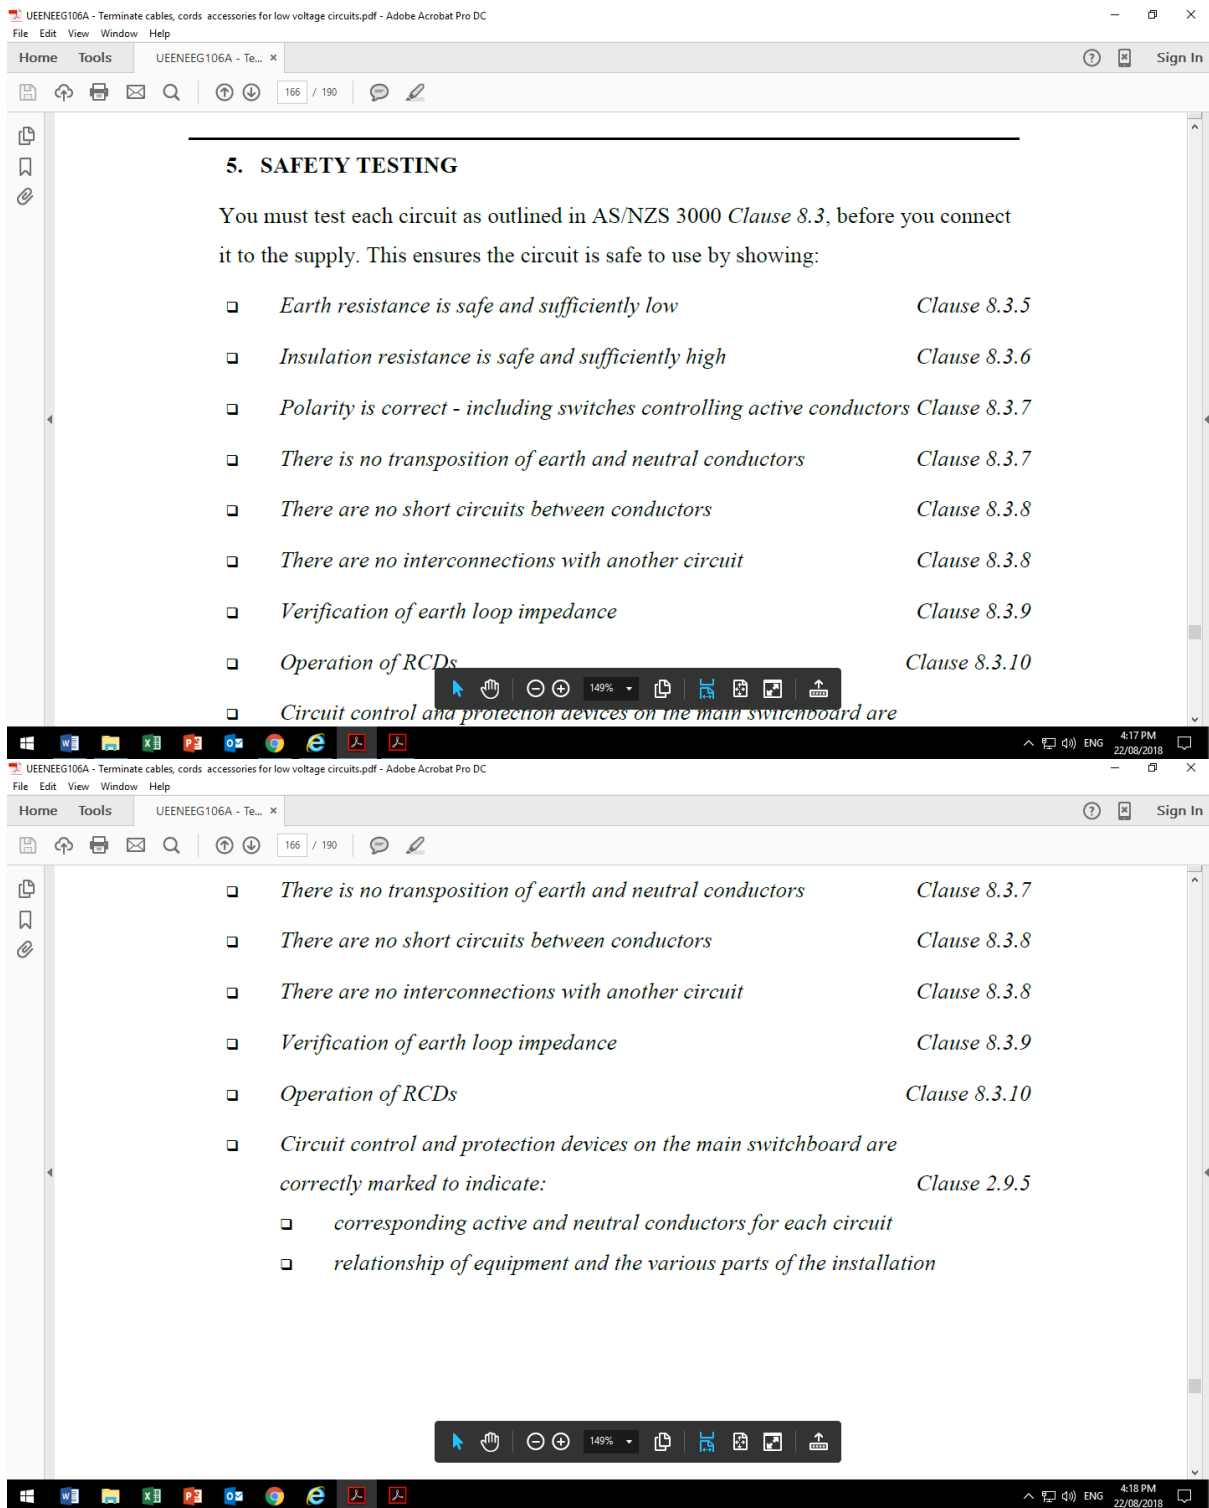 UEENEEG106A - Terminate cables, cords  accessories for low voltage circuits.pdf - Adobe Acrobat Pro DC
File Edit View Window Help
Home Tools UEENEEG106A - Te... × Sign In
166 / 190
5. SAFETY TESTING
You must test each circuit as outlined in AS/NZS 3000 Clause 8.3, before you connect
it to the supply. This ensures the circuit is safe to use by showing:
❑ Earth resistance is safe and sufficiently low Clause 8.3.5
❑ Insulation resistance is safe and sufficiently high Clause 8.3.6
❑ Polarity is correct - including switches controlling active conductors Clause 8.3.7
❑ There is no transposition of earth and neutral conductors Clause 8.3.7
❑ There are no short circuits between conductors Clause 8.3.8
❑ There are no interconnections with another circuit Clause 8.3.8
❑ Verification of earth loop impedance Clause 8.3.9
❑ Operation of RCDs Clause 8.3.10
149%
❑ Circuit control and protection devices on the main switchboard are
ENG 4:17 PM
22/08/2018
UEENEEG106A - Terminate cables, cords  accessories for low voltage circuits.pdf - Adobe Acrobat Pro DC
File Edit View Window Help
Home Tools UEENEEG106A - Te... × Sign In
166 / 190
❑ There is no transposition of earth and neutral conductors Clause 8.3.7
❑ There are no short circuits between conductors Clause 8.3.8
❑ There are no interconnections with another circuit Clause 8.3.8
❑ Verification of earth loop impedance Clause 8.3.9
❑ Operation of RCDs Clause 8.3.10
❑ Circuit control and protection devices on the main switchboard are
correctly marked to indicate: Clause 2.9.5
❑ corresponding active and neutral conductors for each circuit
❑ relationship of equipment and the various parts of the installation
149%
ENG 4:18 PM
22/08/2018